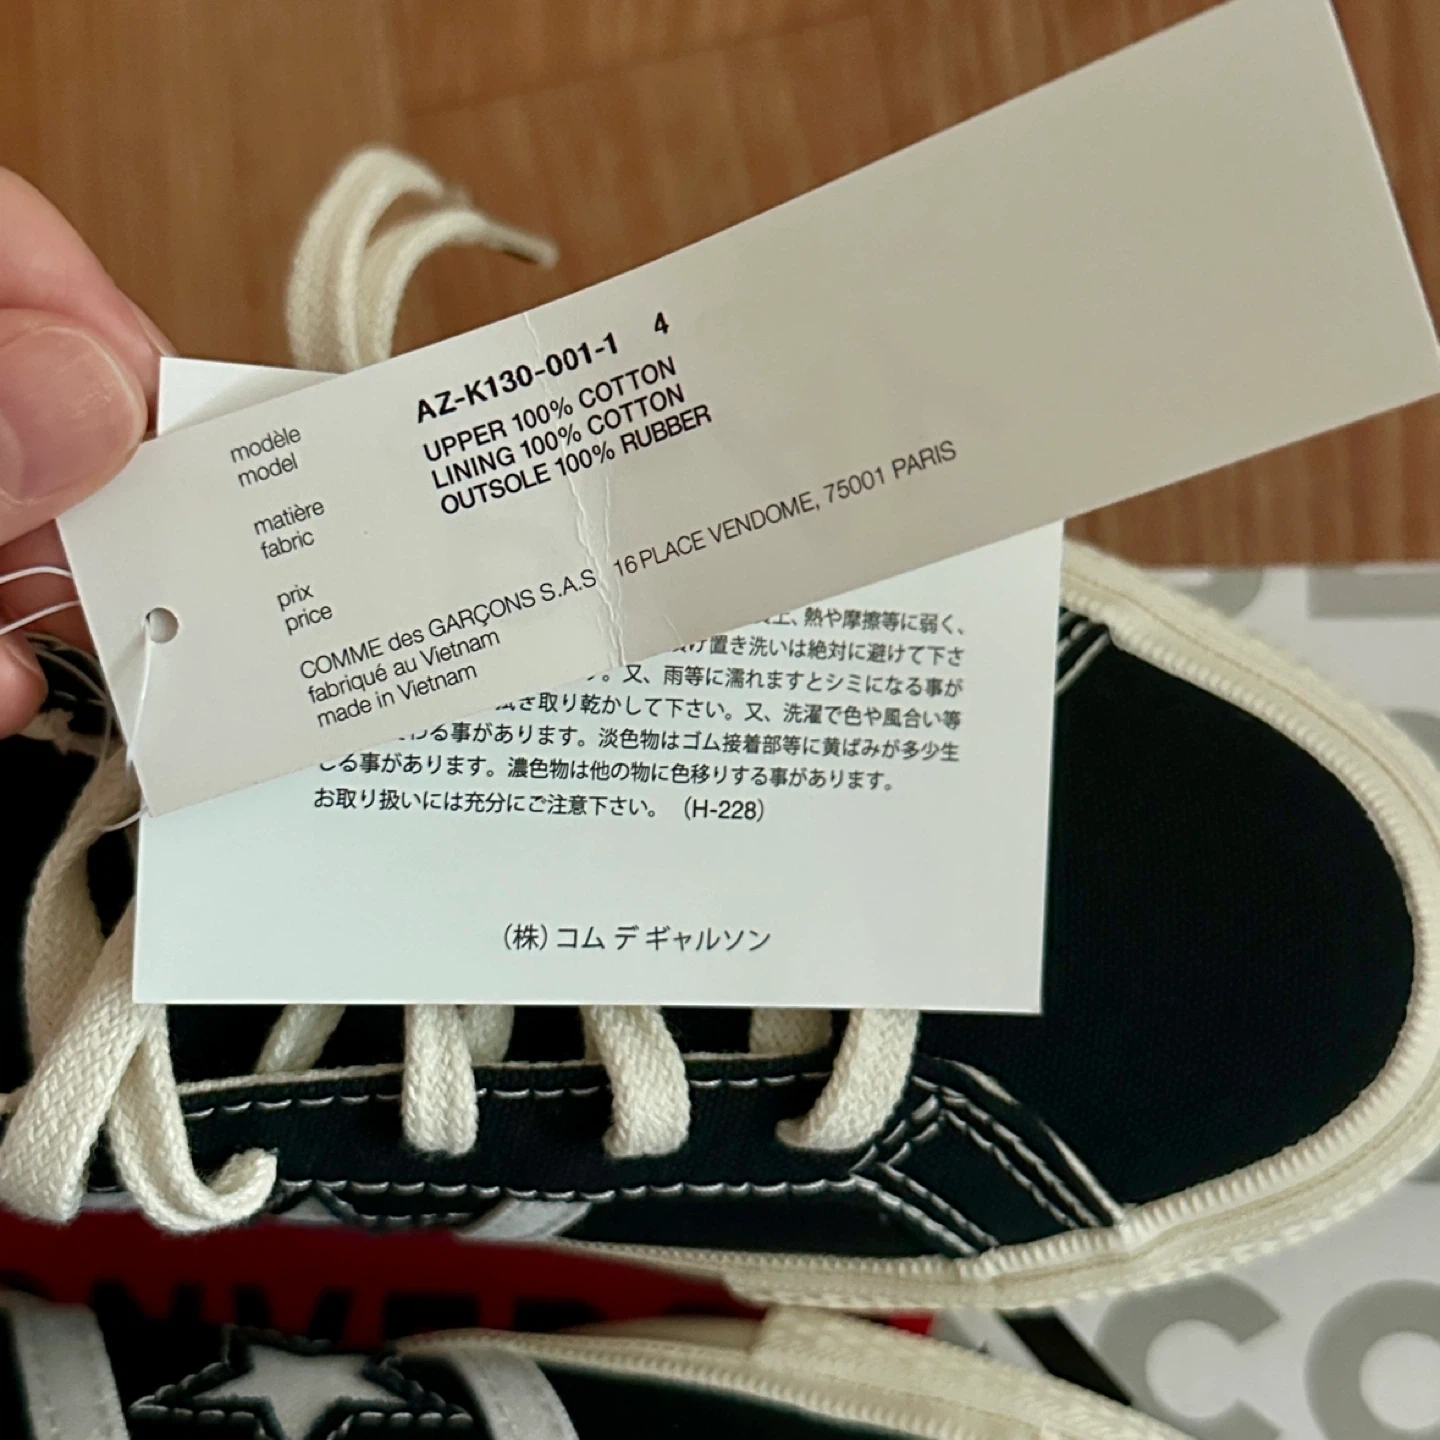 modèle
model
AZ-K130-001-1 4
matière
fabric
UPPER 100% COTTON
LINING 100% COTTON
OUTSOLE 100% RUBBER
prix
price
COMME des GARÇONS S.A.S 16 PLACE VENDOME, 75001 PARIS
fabriqué au Vietnam
made in Vietnam
上、熱や摩擦等に弱く、
け置き洗いは絶対に避けて下さ
。又、雨等に濡れますとシミになる事が
き取り乾かして下さい。又、洗濯で色や風合い等
わる事があります。淡色物はゴム接着部等に黄ばみが多少生
じる事があります。濃色物は他の物に色移りする事があります。
お取り扱いには充分にご注意下さい。(H-228)
(株)コム デ ギャルソン
CO